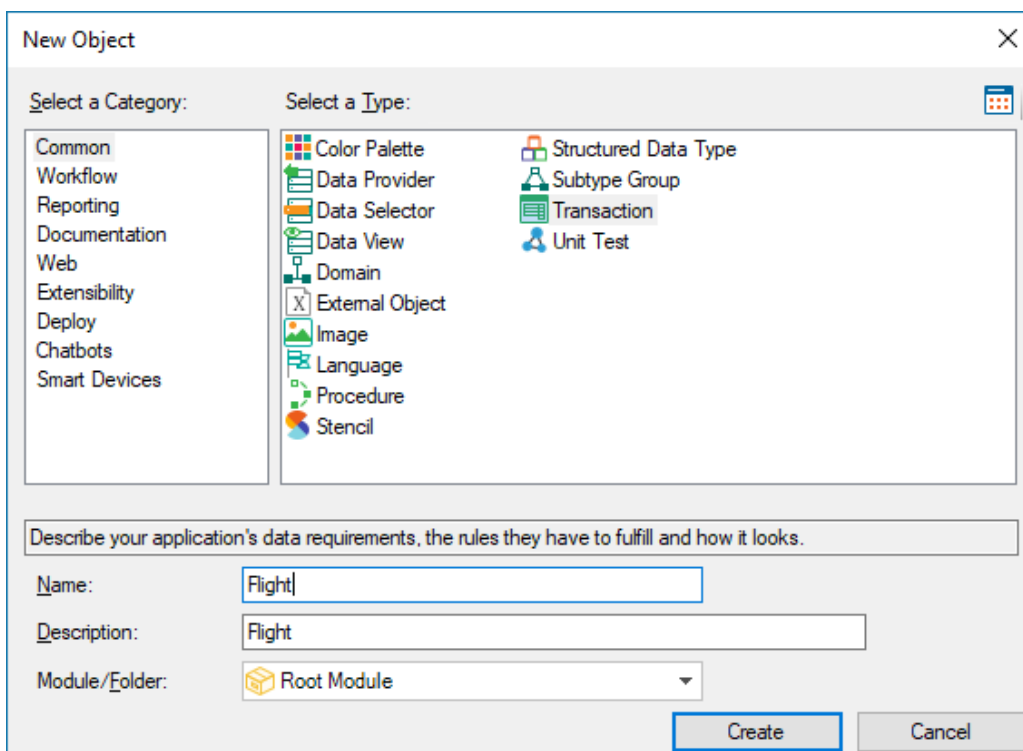 New Object
Select a Category:
Select a Type:
Common
Workflow
Reporting
Documentation
Web
Extensibility
Deploy
Chatbots
Smart Devices
Color Palette
Data Provider
Data Selector
Data View
Domain
External Object
Image
Language
Procedure
Stencil
Structured Data Type
Subtype Group
Transaction
Unit Test
Describe your application's data requirements, the rules they have to fulfill and how it looks.
Name:
Flight
Description:
Flight
Module/Folder:
Root Module
Create
Cancel